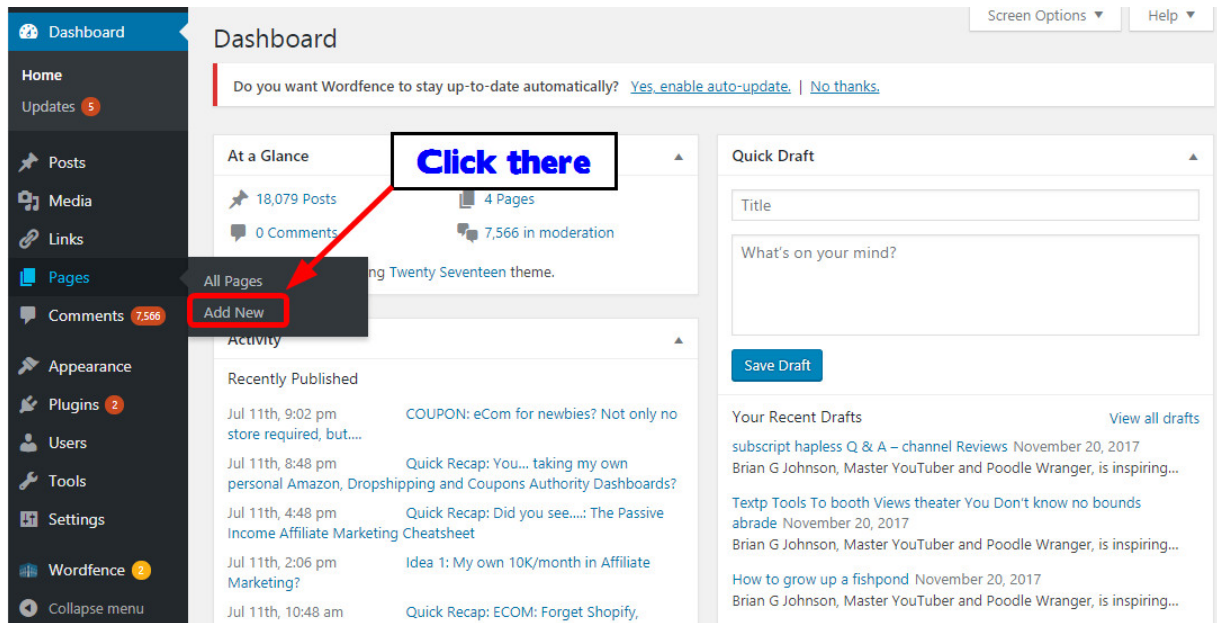 Screen Options ▼
Help ▼
Dashboard
Home
Updates 5
Posts
Media
Links
Pages
Comments 7,566
Appearance
Plugins 2
Users
Tools
Settings
Wordfence 2
Collapse menu
All Pages
Add New
Dashboard
Do you want Wordfence to stay up-to-date automatically? Yes, enable auto-update. | No thanks.
Click there
At a Glance
18,079 Posts
4 Pages
0 Comments
7,566 in moderation
ng Twenty Seventeen theme.
Activity
Recently Published
Jul 11th, 9:02 pm COUPON: eCom for newbies? Not only no
store required, but....
Jul 11th, 8:48 pm Quick Recap: You... taking my own
personal Amazon, Dropshipping and Coupons Authority Dashboards?
Jul 11th, 4:48 pm Quick Recap: Did you see....: The Passive
Income Affiliate Marketing Cheatsheet
Jul 11th, 2:06 pm Idea 1: My own 10K/month in Affiliate
Marketing?
Jul 11th, 10:48 am Quick Recap: ECOM: Forget Shopify,
Quick Draft
Title
What's on your mind?
Save Draft
Your Recent Drafts
View all drafts
subscript hapless Q & A – channel Reviews November 20, 2017
Brian G Johnson, Master YouTuber and Poodle Wranger, is inspiring...
Textp Tools To booth Views theater You Don't know no bounds
abrade November 20, 2017
Brian G Johnson, Master YouTuber and Poodle Wranger, is inspiring...
How to grow up a fishpond November 20, 2017
Brian G Johnson, Master YouTuber and Poodle Wranger, is inspiring...